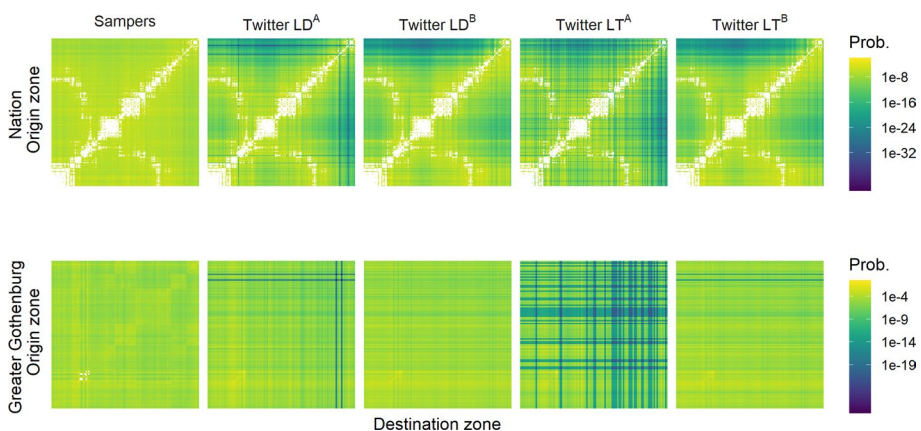 Sampers Twitter LD^A Twitter LD^B Twitter LT^A Twitter LT^B
Nation
Origin zone
Prob.
1e-8
1e-16
1e-24
1e-32
Greater Gothenburg
Origin zone
Prob.
1e-4
1e-9
1e-14
1e-19
Destination zone